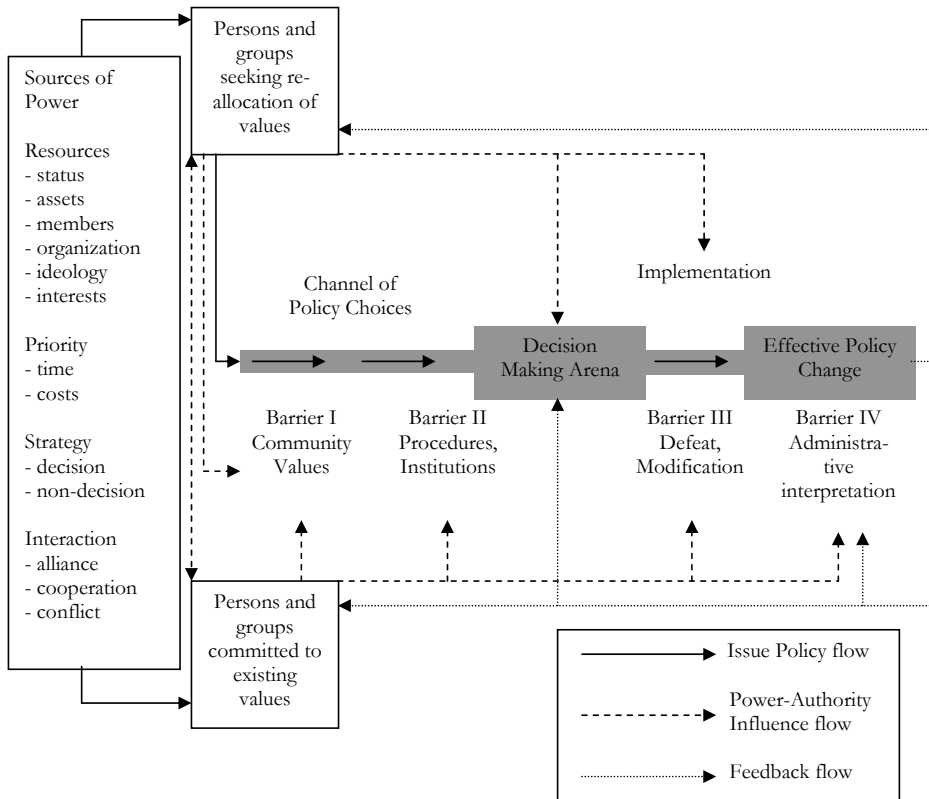 Persons and
groups
seeking re-
allocation of
values
Sources of
Power
Resources
- status
- assets
- members
- organization
- ideology
- interests
Priority
- time
- costs
Strategy
- decision
- non-decision
Interaction
- alliance
- cooperation
- conflict
Implementation
Channel of
Policy Choices
Decision
Making Arena
Effective Policy
Change
Barrier I
Community
Values
Barrier II
Procedures,
Institutions
Barrier III
Defeat,
Modification
Barrier IV
Administra-
tive
interpretation
Persons and
groups
committed to
existing
values
Issue Policy flow
Power-Authority
Influence flow
Feedback flow